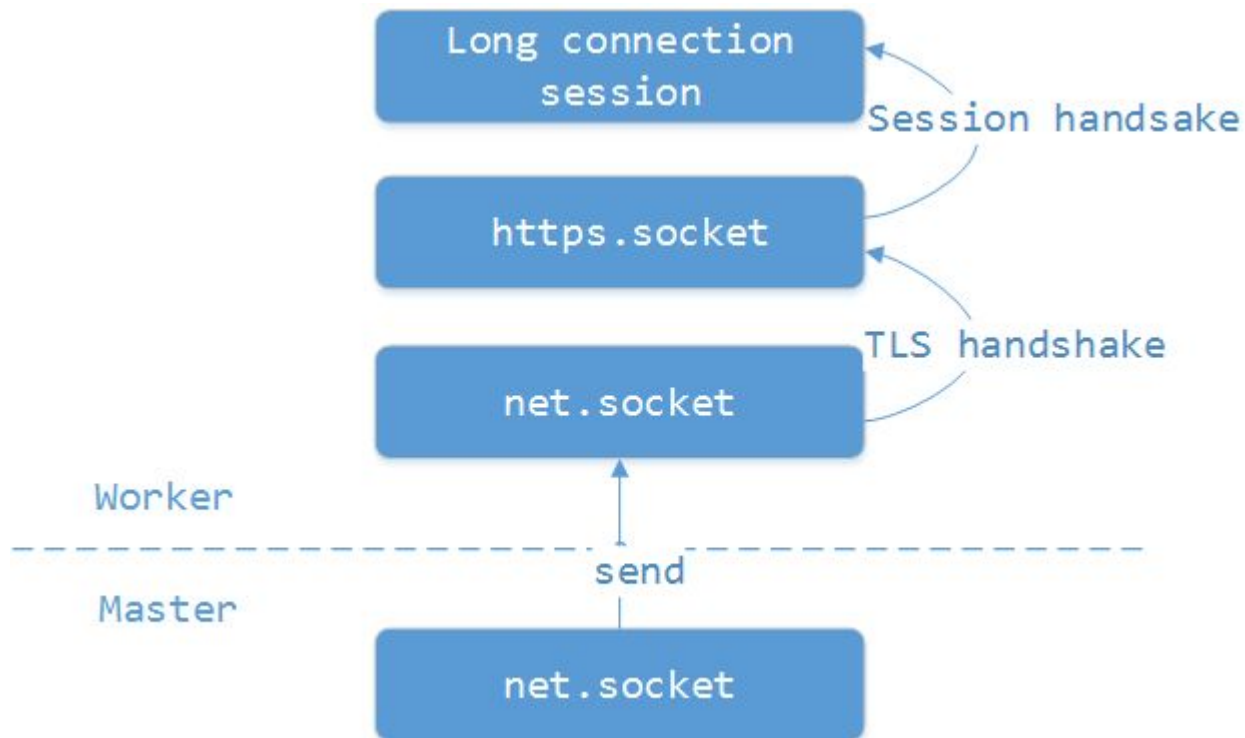 Long connection
session
Session handsake
https.socket
TLS handshake
net.socket
Worker
send
Master
net.socket